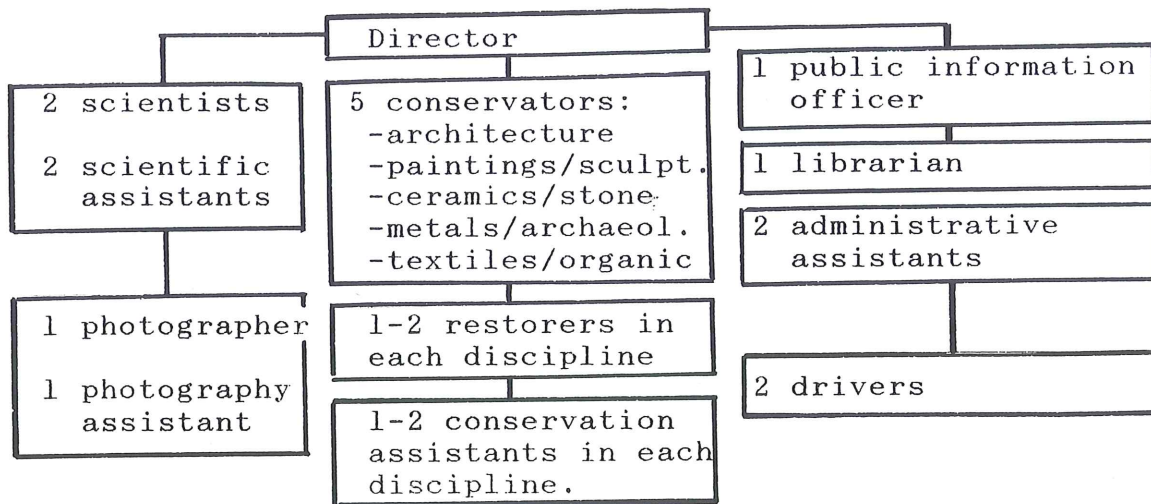 Director
2 scientists
2 scientific
assistants
1 photographer
1 photography
assistant
5 conservators:
-architecture
-paintings/sculpt.
-ceramics/stone
-metals/archaeol.
-textiles/organic
1-2 restorers in
each discipline
1-2 conservation
assistants in each
discipline.
1 public information
officer
1 librarian
2 administrative
assistants
2 drivers